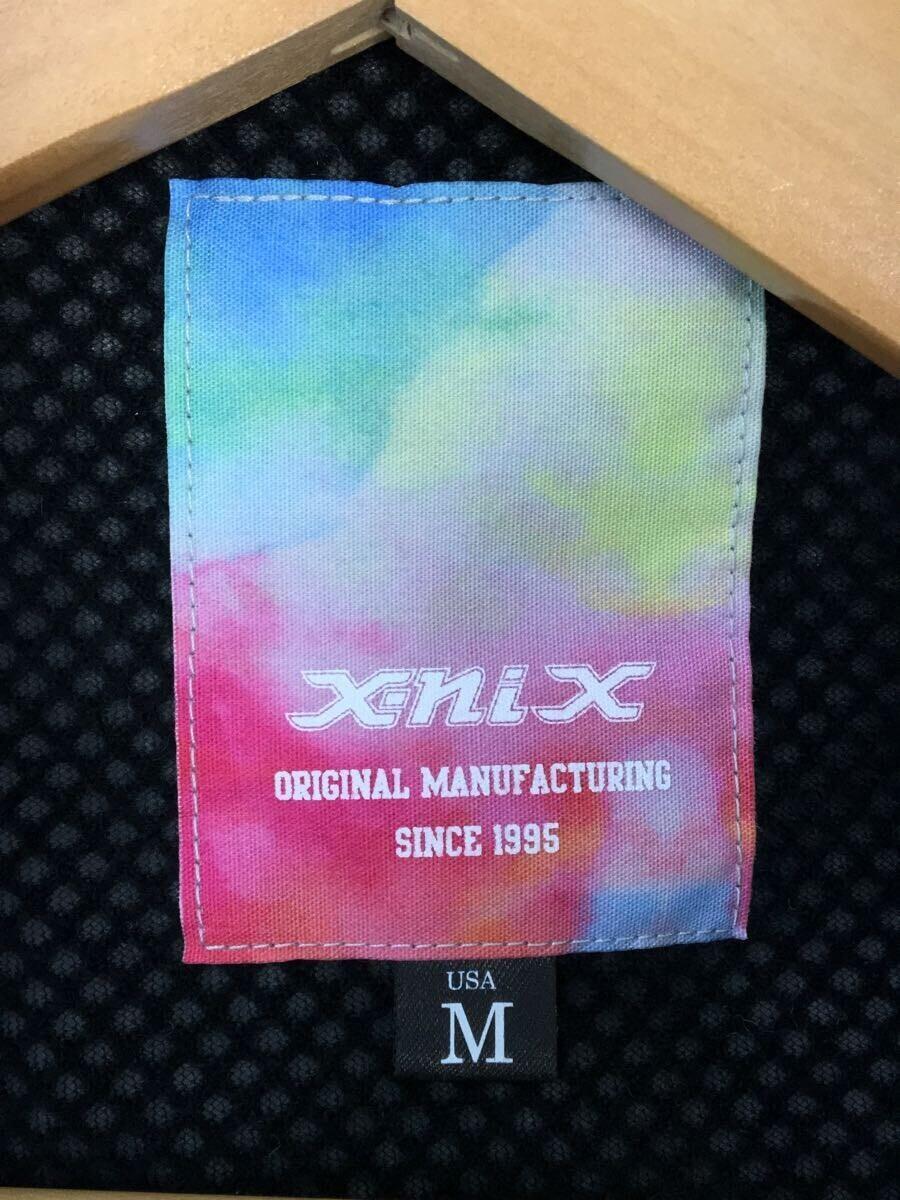 X-niX
ORIGINAL MANUFACTURING
SINCE 1995
USA
M